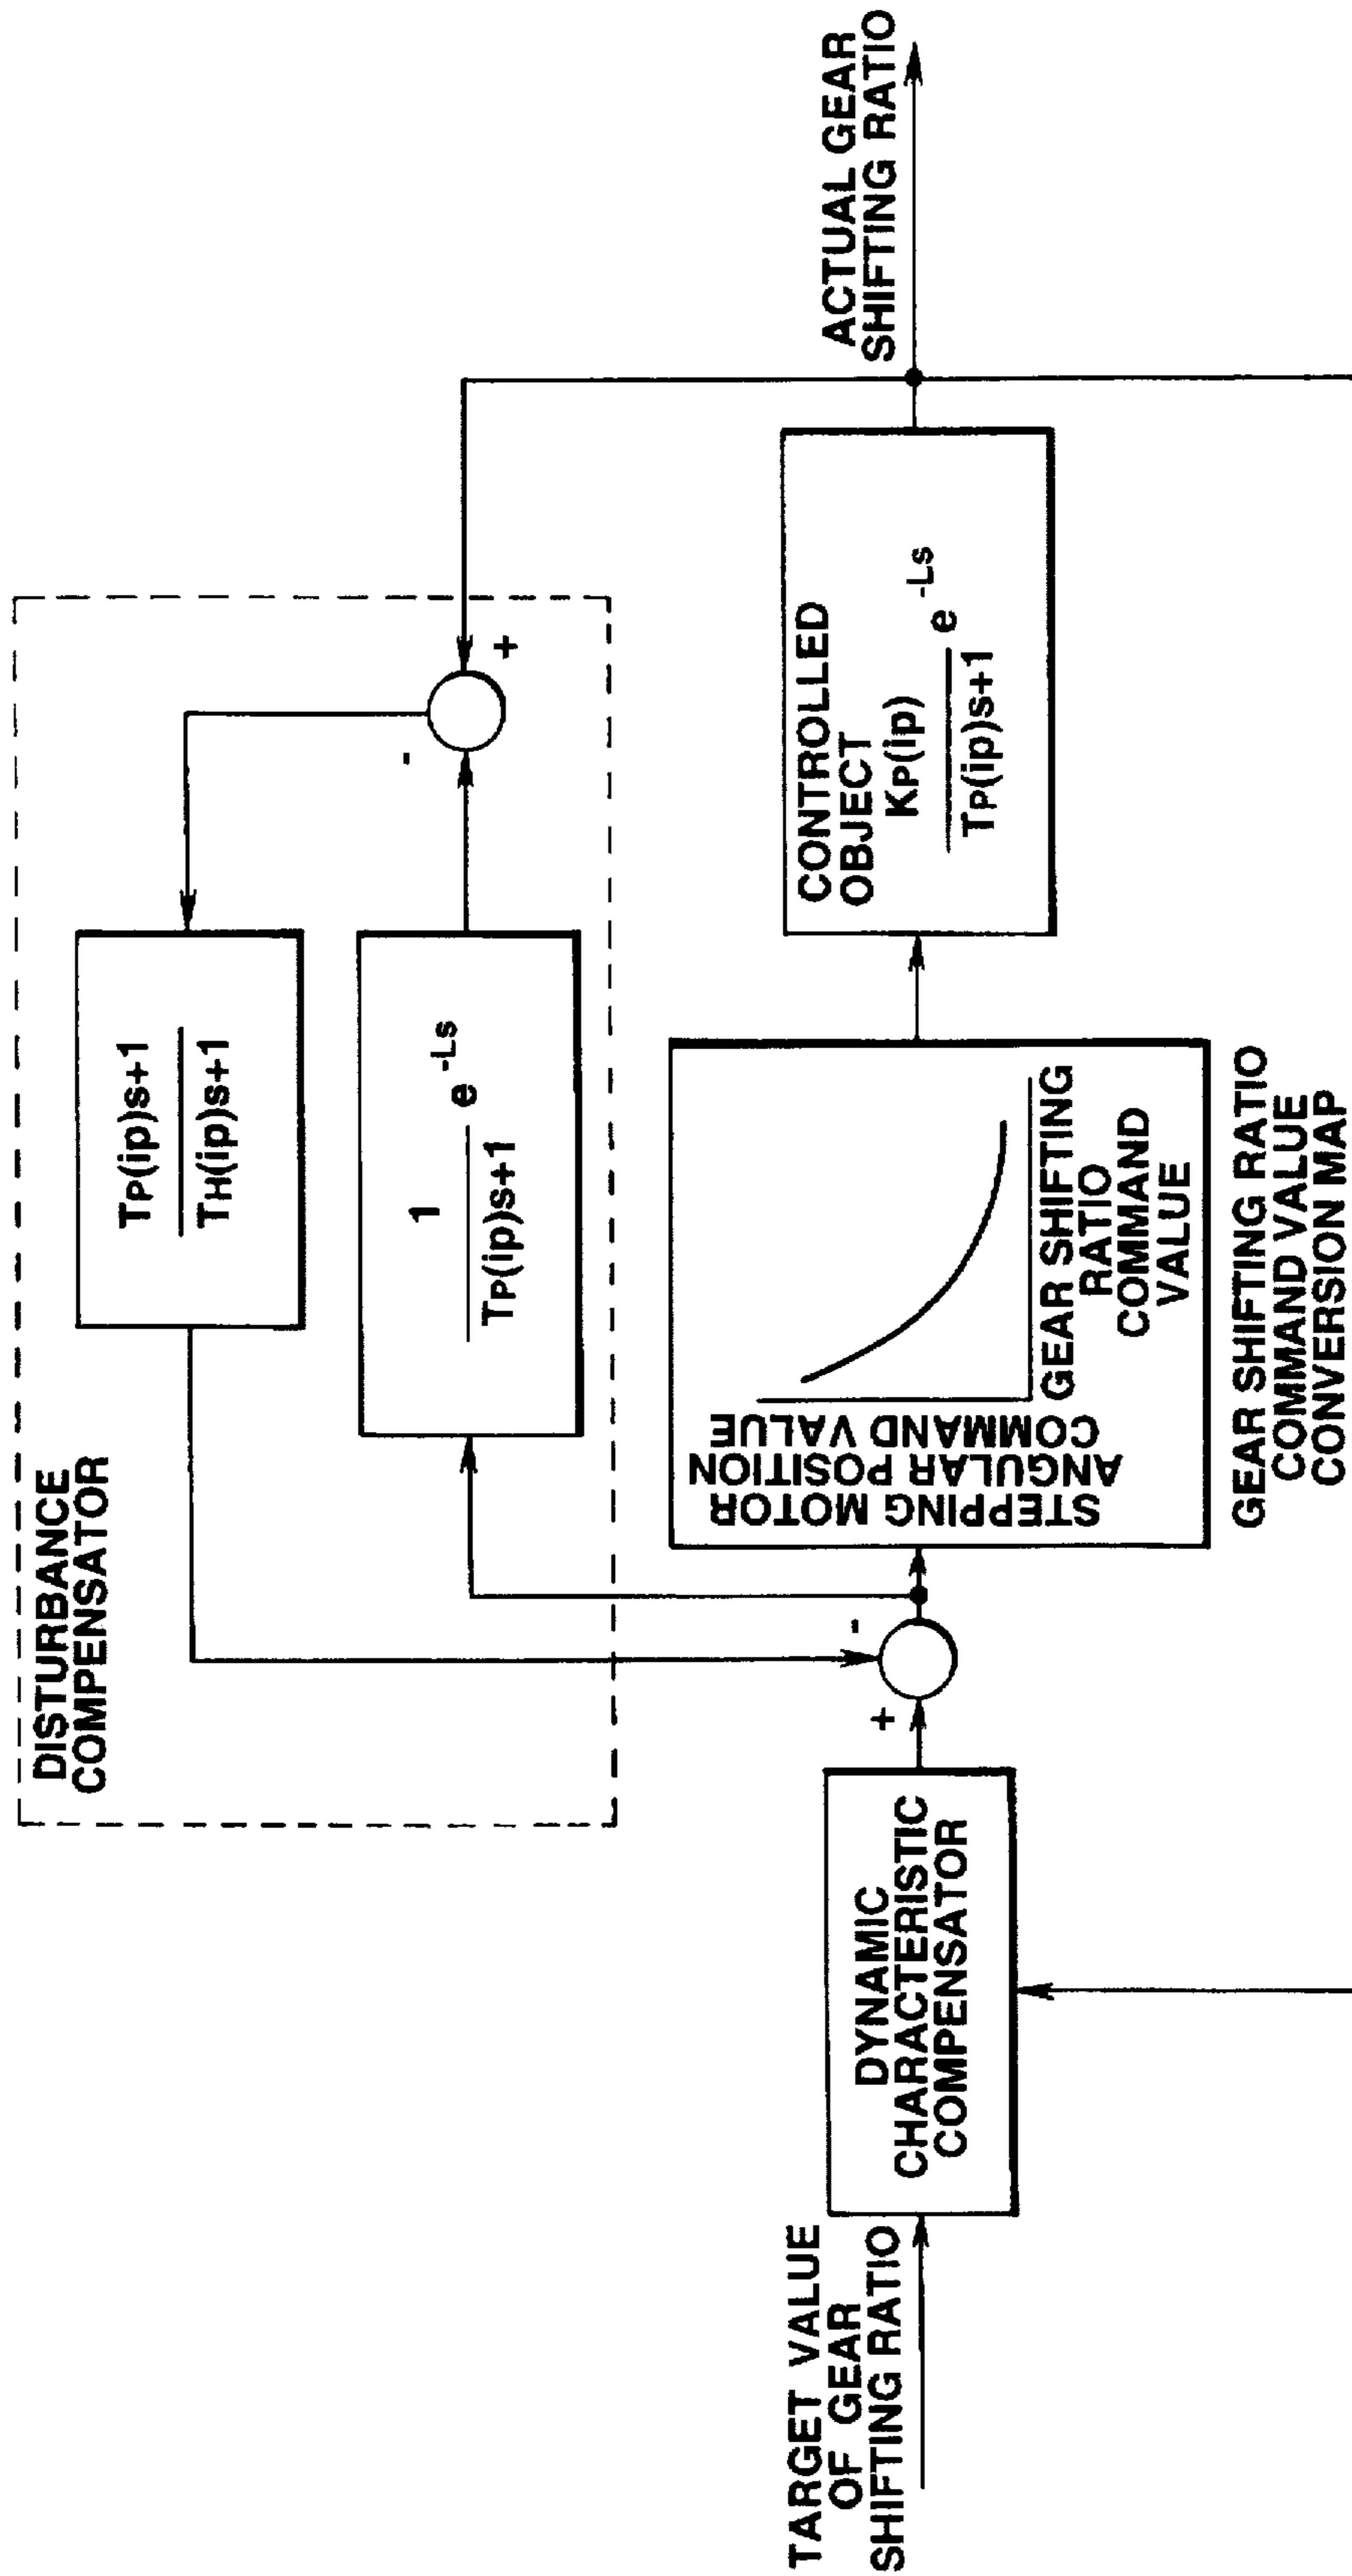 DISTURBANCE
COMPENSATOR
TP(ip)s+1
TH(ip)s+1
1
TP(ip)s+1
e-Ls
-
+
TARGET VALUE
OF GEAR
SHIFTING RATIO
DYNAMIC
CHARACTERISTIC
COMPENSATOR
+
-
STEPPING MOTOR
ANGULAR POSITION
COMMAND VALUE
GEAR SHIFTING
RATIO
COMMAND
VALUE
GEAR SHIFTING RATIO
COMMAND VALUE
CONVERSION MAP
CONTROLLED
OBJECT
KP(ip)
TP(ip)s+1
e-Ls
ACTUAL GEAR
SHIFTING RATIO